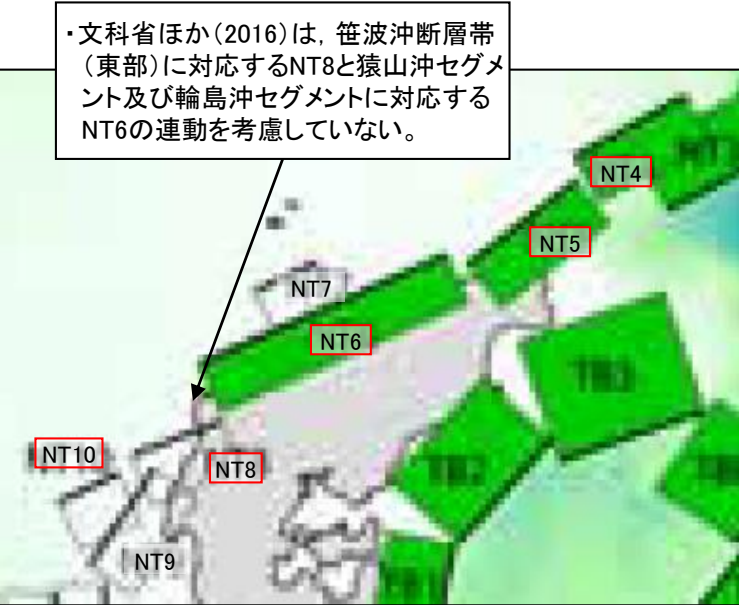 ・文科省ほか(2016)は, 笹波沖断層帯
(東部)に対応するNT8と猿山沖セグメ
ント及び輪島沖セグメントに対応する
NT6の連動を考慮していない。
NT4
NT5
NT7
NT6
TB3
NT10
NT8
TB2
NT9
TB1